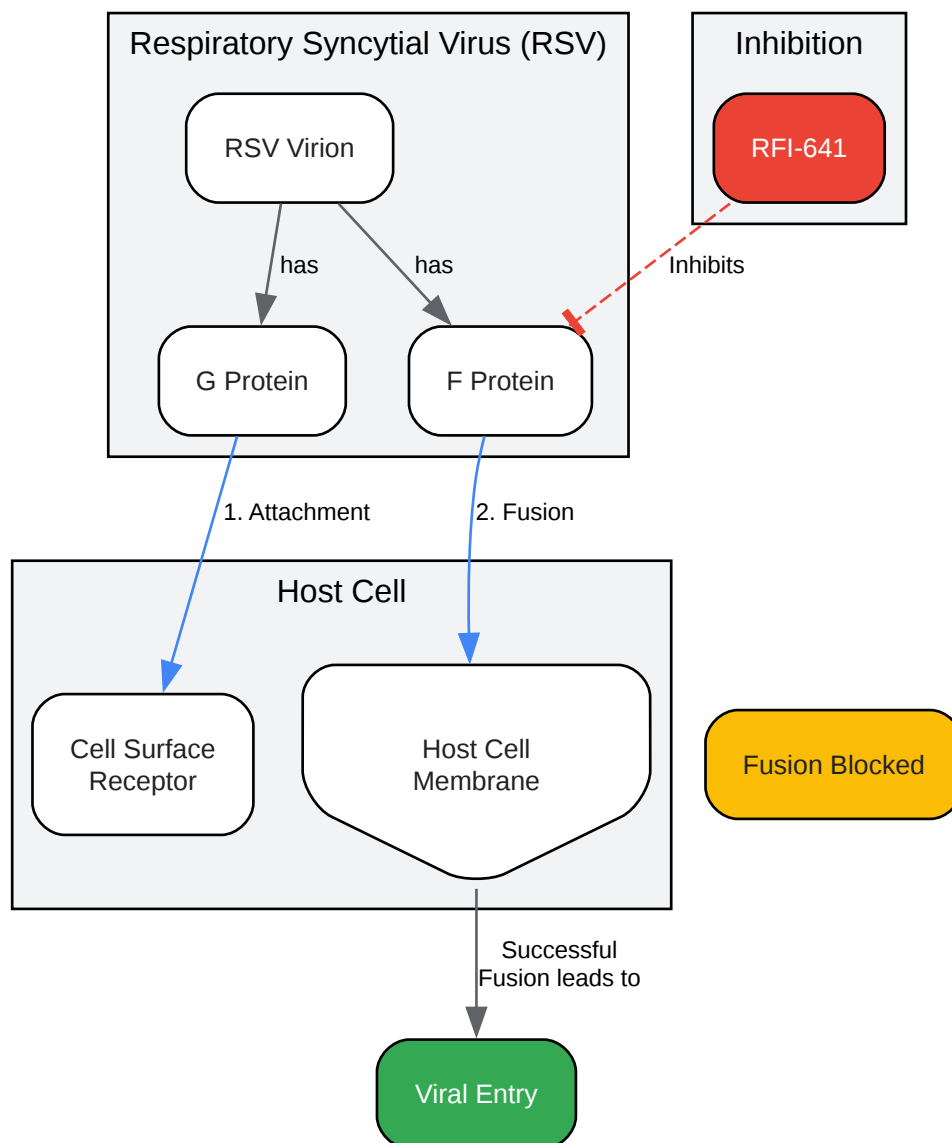 Respiratory Syncytial Virus (RSV)
Inhibition
RSV Virion
RFI-641
has
has
Inhibits
G Protein
F Protein
1. Attachment
2. Fusion
Host Cell
Cell Surface
Receptor
Host Cell
Membrane
Fusion Blocked
Successful
Fusion leads to
Viral Entry